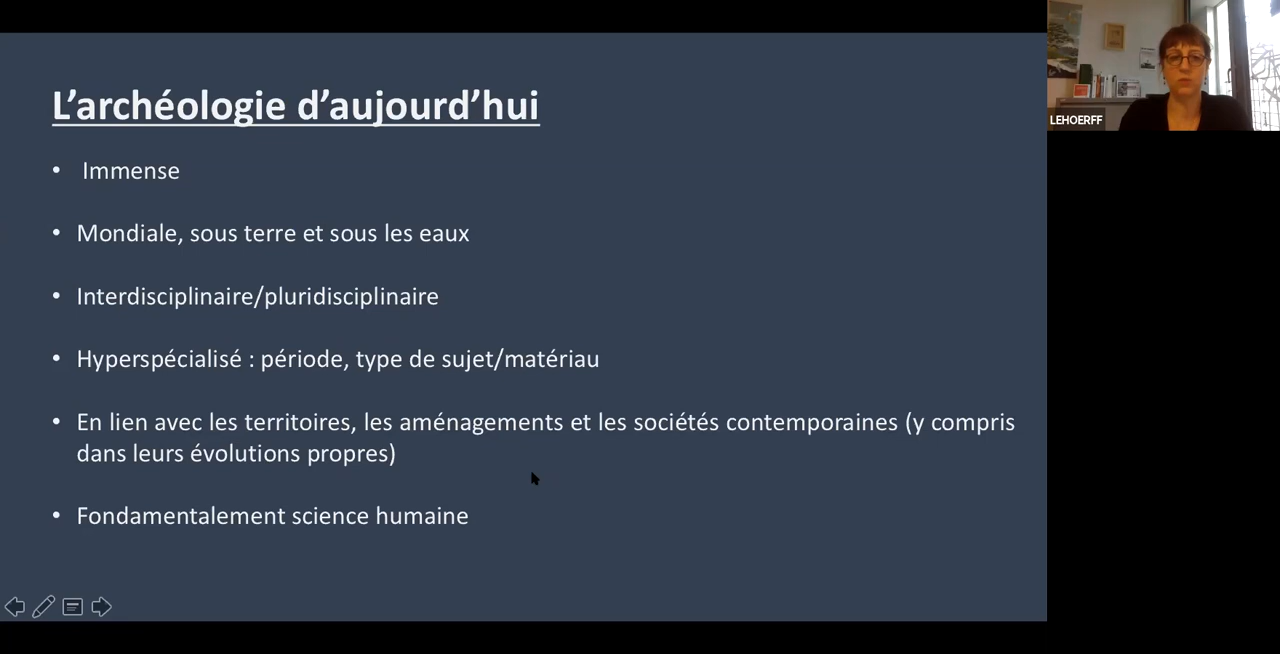 L’archéologie d’aujourd’hui
• Immense
• Mondiale, sous terre et sous les eaux
• Interdisciplinaire/pluridisciplinaire
• Hyperspécialisé : période, type de sujet/matériau
• En lien avec les territoires, les aménagements et les sociétés contemporaines (y compris
dans leurs évolutions propres)
• Fondamentalement science humaine
LEHOERFF